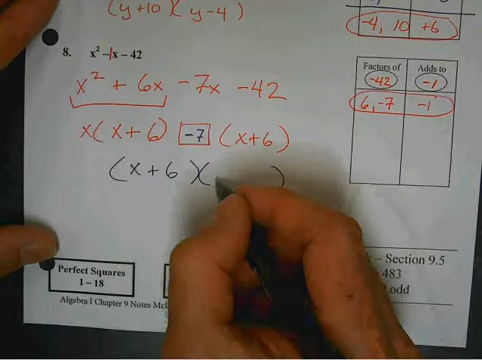 (y+10)(y-4)
-4, 10 +6
8. x² -1x - 42
Factors of -42 Adds to -1
6, -7 -1
x² + 6x - 7x - 42
x(x+6) -7 (x+6)
(x+6)( )
Perfect Squares
1 – 18
– Section 9.5
483
odd
Algebra I Chapter 9 Notes